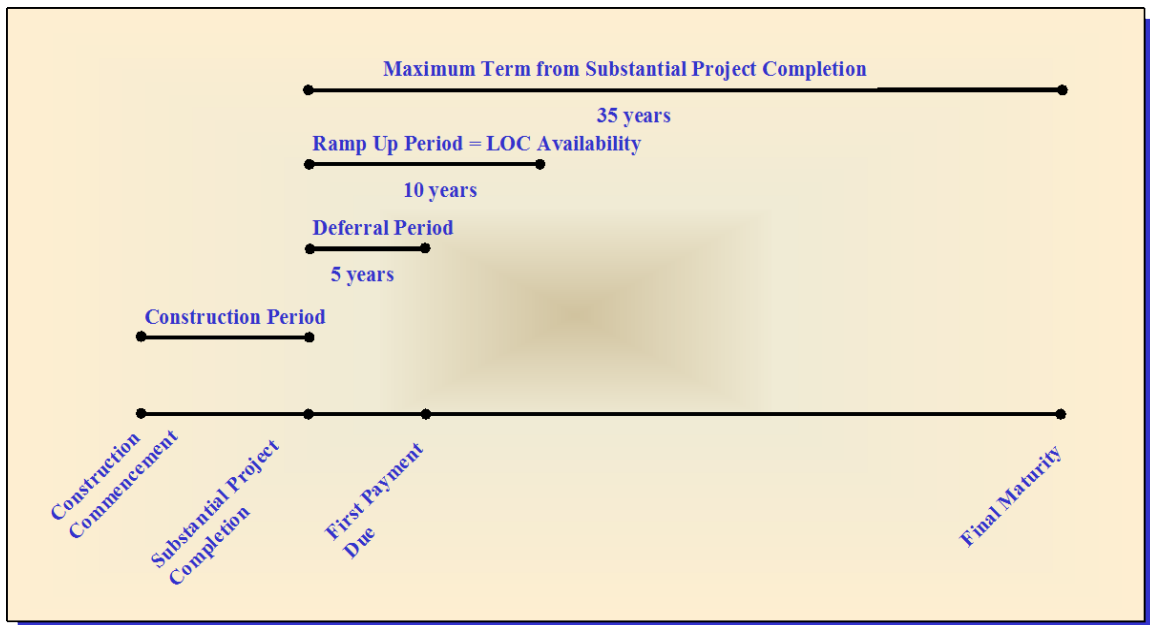 Maximum Term from Substantial Project Completion
35 years
Ramp Up Period = LOC Availability
10 years
Deferral Period
5 years
Construction Period
Construction
Commencement
Substantial Project
Completion
First Payment
Due
Final Maturity